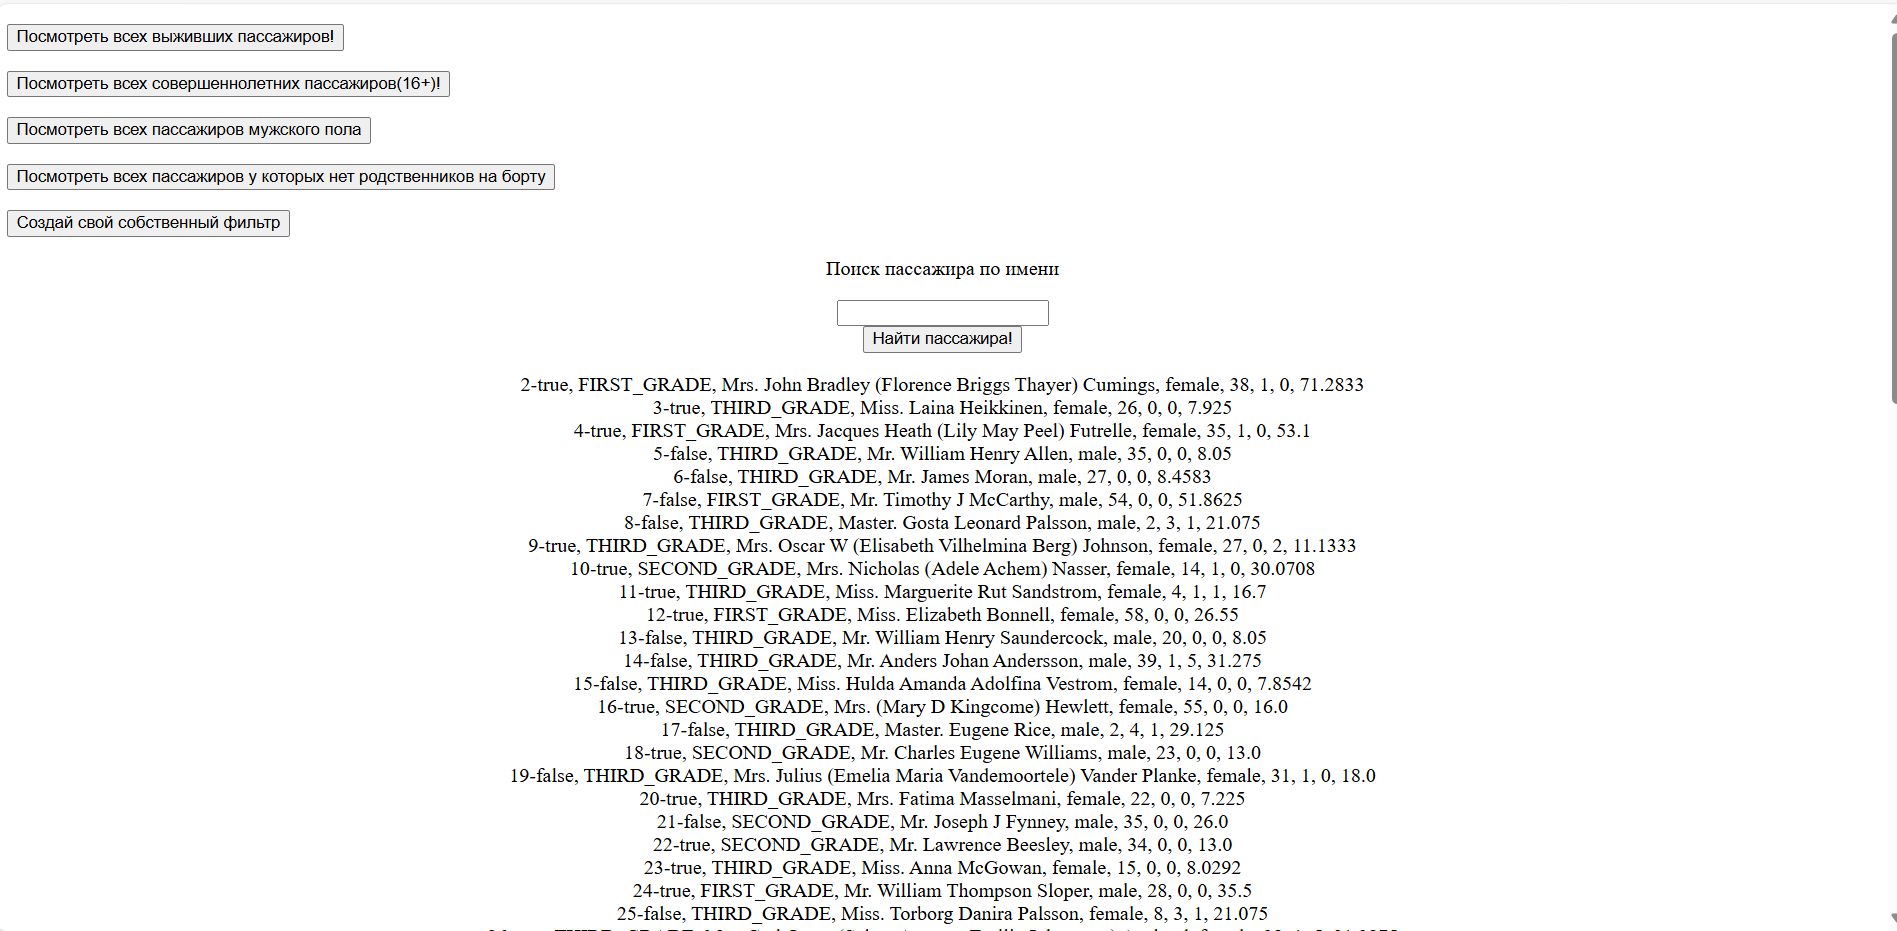 Посмотреть всех выживших пассажиров!
Посмотреть всех совершеннолетних пассажиров(16+)!
Посмотреть всех пассажиров мужского пола
Посмотреть всех пассажиров у которых нет родственников на борту
Создай свой собственный фильтр
Поиск пассажира по имени
Найти пассажира!
2-true, FIRST_GRADE, Mrs. John Bradley (Florence Briggs Thayer) Cumings, female, 38, 1, 0, 71.2833
3-true, THIRD_GRADE, Miss. Laina Heikkinen, female, 26, 0, 0, 7.925
4-true, FIRST_GRADE, Mrs. Jacques Heath (Lily May Peel) Futrelle, female, 35, 1, 0, 53.1
5-false, THIRD_GRADE, Mr. William Henry Allen, male, 35, 0, 0, 8.05
6-false, THIRD_GRADE, Mr. James Moran, male, 27, 0, 0, 8.4583
7-false, FIRST_GRADE, Mr. Timothy J McCarthy, male, 54, 0, 0, 51.8625
8-false, THIRD_GRADE, Master. Gosta Leonard Palsson, male, 2, 3, 1, 21.075
9-true, THIRD_GRADE, Mrs. Oscar W (Elisabeth Vilhelmina Berg) Johnson, female, 27, 0, 2, 11.1333
10-true, SECOND_GRADE, Mrs. Nicholas (Adele Achem) Nasser, female, 14, 1, 0, 30.0708
11-true, THIRD_GRADE, Miss. Marguerite Rut Sandstrom, female, 4, 1, 1, 16.7
12-true, FIRST_GRADE, Miss. Elizabeth Bonnell, female, 58, 0, 0, 26.55
13-false, THIRD_GRADE, Mr. William Henry Saundercock, male, 20, 0, 0, 8.05
14-false, THIRD_GRADE, Mr. Anders Johan Andersson, male, 39, 1, 5, 31.275
15-false, THIRD_GRADE, Miss. Hulda Amanda Adolfina Vestrom, female, 14, 0, 0, 7.8542
16-true, SECOND_GRADE, Mrs. (Mary D Kingcome) Hewlett, female, 55, 0, 0, 16.0
17-false, THIRD_GRADE, Master. Eugene Rice, male, 2, 4, 1, 29.125
18-true, SECOND_GRADE, Mr. Charles Eugene Williams, male, 23, 0, 0, 13.0
19-false, THIRD_GRADE, Mrs. Julius (Emelia Maria Vandemoortele) Vander Planke, female, 31, 1, 0, 18.0
20-true, THIRD_GRADE, Mrs. Fatima Masselmani, female, 22, 0, 0, 7.225
21-false, SECOND_GRADE, Mr. Joseph J Fynney, male, 35, 0, 0, 26.0
22-true, SECOND_GRADE, Mr. Lawrence Beesley, male, 34, 0, 0, 13.0
23-true, THIRD_GRADE, Miss. Anna McGowan, female, 15, 0, 0, 8.0292
24-true, FIRST_GRADE, Mr. William Thompson Sloper, male, 28, 0, 0, 35.5
25-false, THIRD_GRADE, Miss. Torborg Danira Palsson, female, 8, 3, 1, 21.075